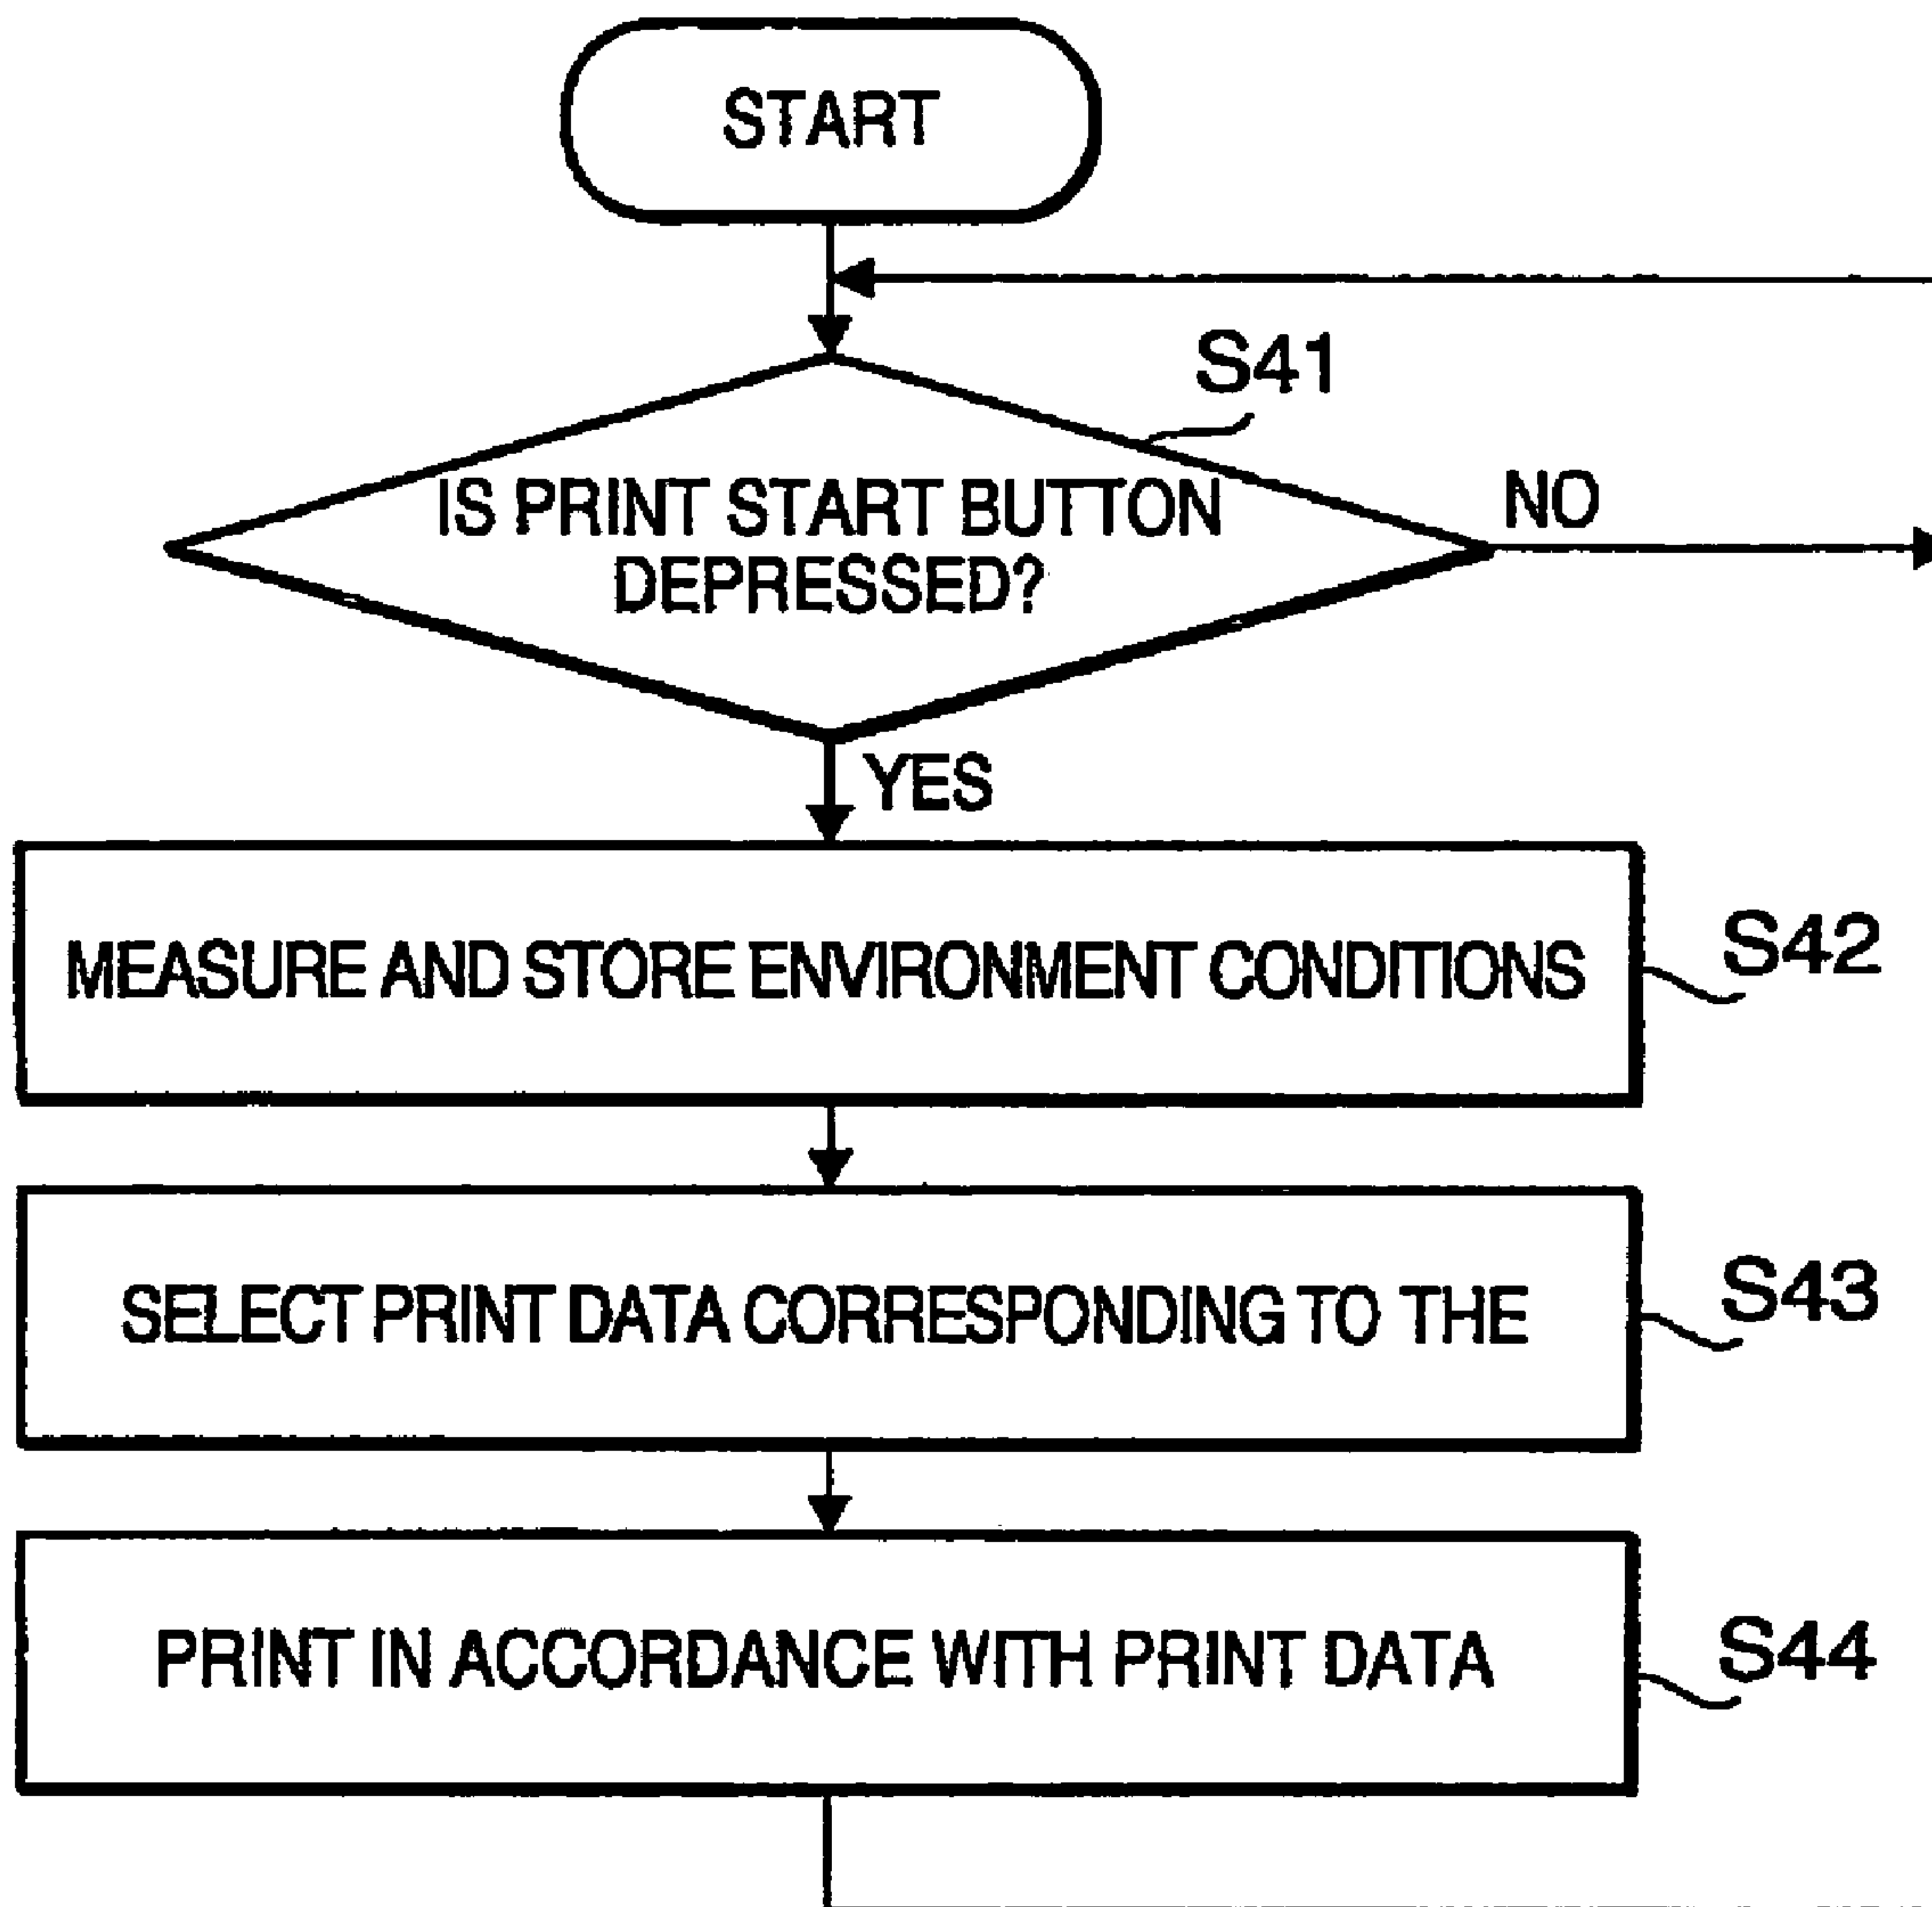 START
S41
IS PRINT START BUTTON
DEPRESSED?
NO
YES
MEASURE AND STORE ENVIRONMENT CONDITIONS
S42
SELECT PRINT DATA CORRESPONDING TO THE
S43
PRINT IN ACCORDANCE WITH PRINT DATA
S44